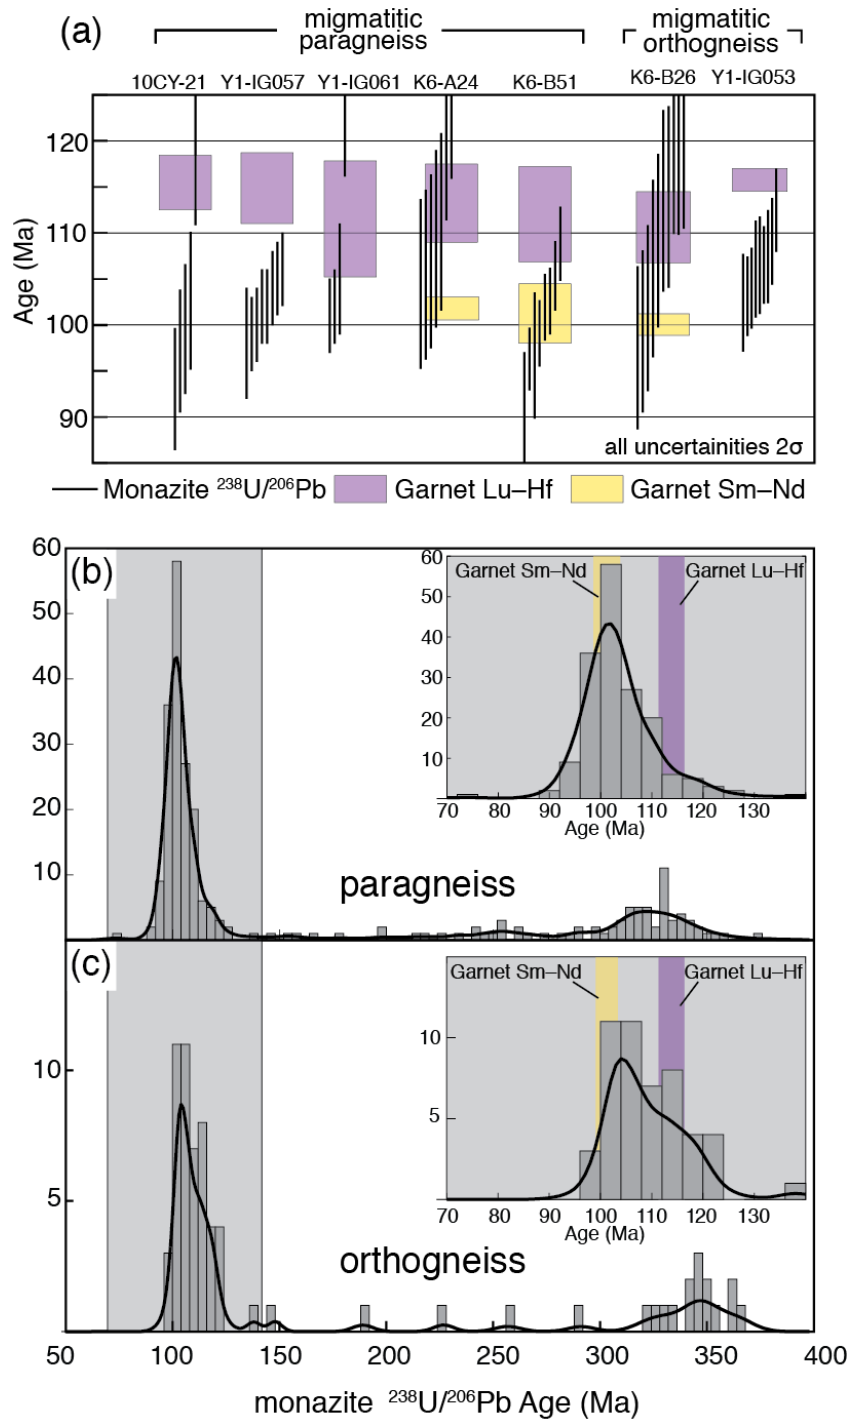 (a)
migmatitic
paragneiss
migmatitic
orthogneiss
10CY-21 Y1-IG057 Y1-IG061 K6-A24 K6-B51 K6-B26 Y1-IG053
120
110
100
90
Age (Ma)
all uncertainities 2σ
Monazite ²³⁸U/²⁰⁶Pb Garnet Lu–Hf Garnet Sm–Nd
(b)
60
50
40
30
20
10
Garnet Sm–Nd Garnet Lu–Hf
60
50
40
30
20
10
70 80 90 100 110 120 130
Age (Ma)
paragneiss
(c)
10
5
Garnet Sm–Nd Garnet Lu–Hf
10
5
70 80 90 100 110 120 130
Age (Ma)
orthogneiss
50 100 150 200 250 300 350 400
monazite ²³⁸U/²⁰⁶Pb Age (Ma)